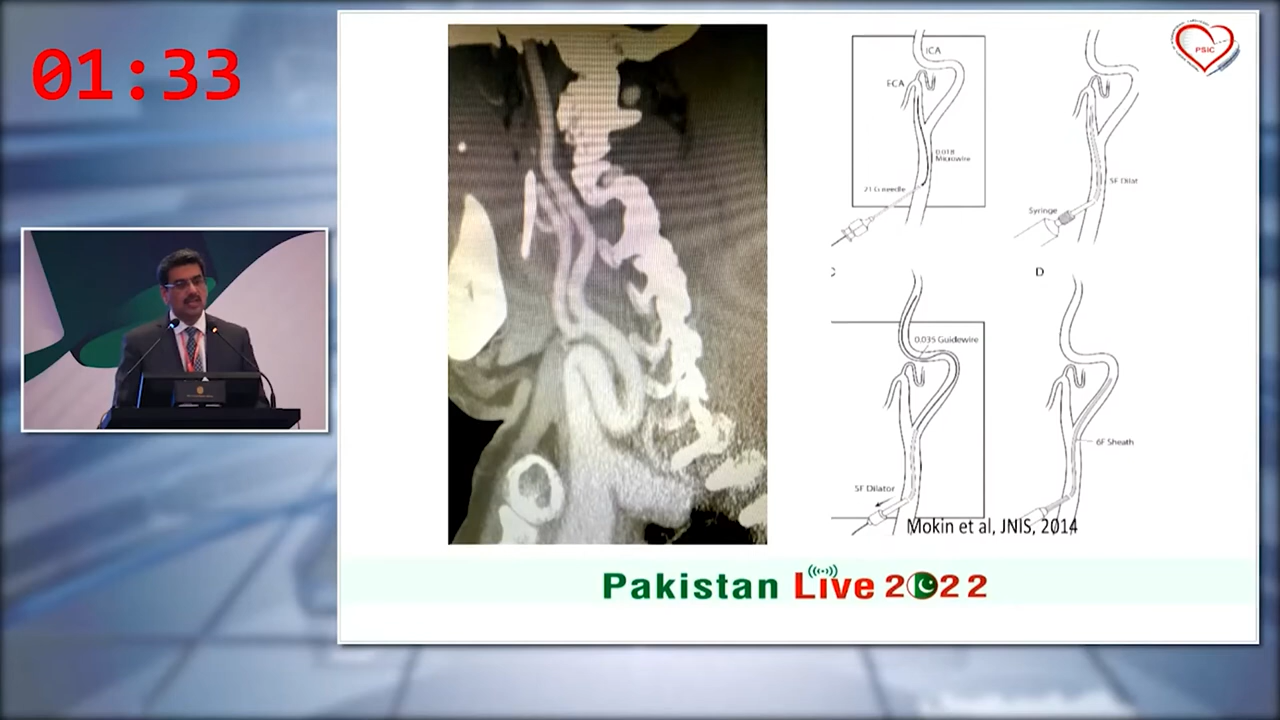 01:33
PSIC
ICA
ECA
0.018
Microwire
21 G needle
5F Dilat
Syringe
D
0.035 Guidewire
5F Dilator
6F Sheath
Mokin et al, JNIS, 2014
Pakistan Live 2022